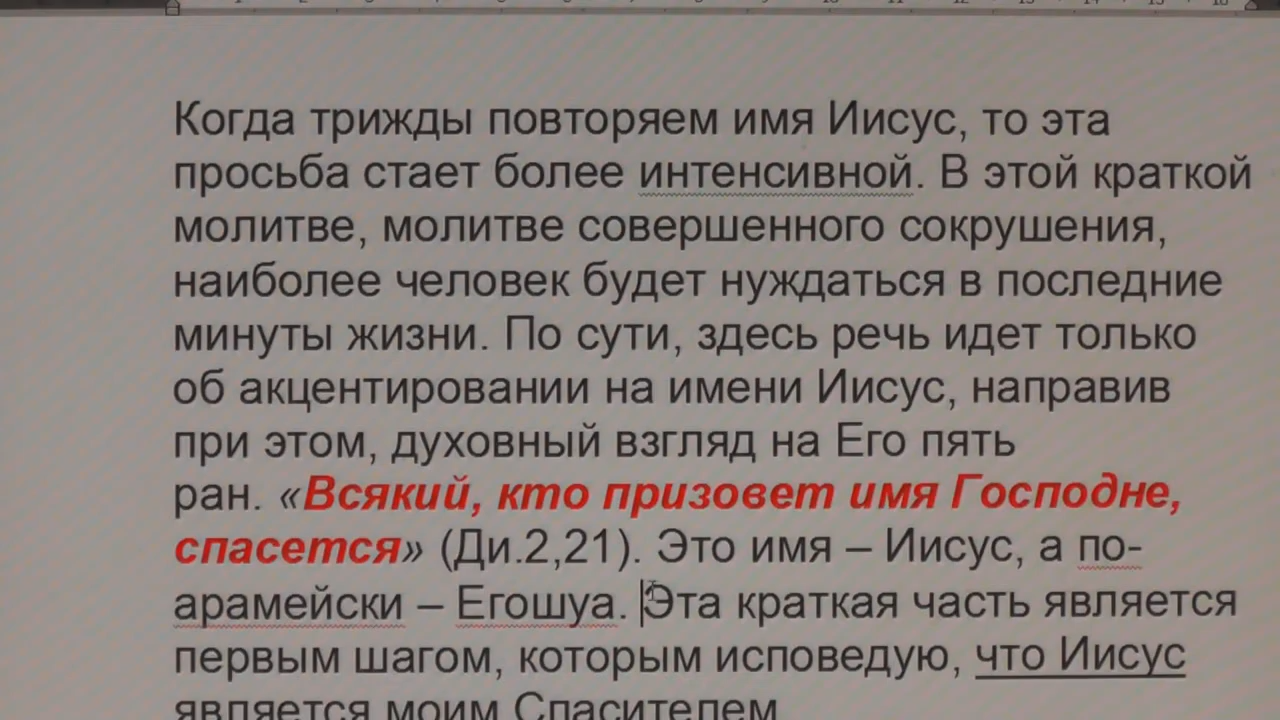 Когда трижды повторяем имя Иисус, то эта
просьба стает более интенсивной. В этой краткой
молитве, молитве совершенного сокрушения,
наиболее человек будет нуждаться в последние
минуты жизни. По сути, здесь речь идет только
об акцентировании на имени Иисус, направив
при этом, духовный взгляд на Его пять
ран. «Всякий, кто призовет имя Господне,
спасется» (Ди.2,21). Это имя – Иисус, а по-
арамейски – Егошуа. Эта краткая часть является
первым шагом, которым исповедую, что Иисус
является моим Спасителем